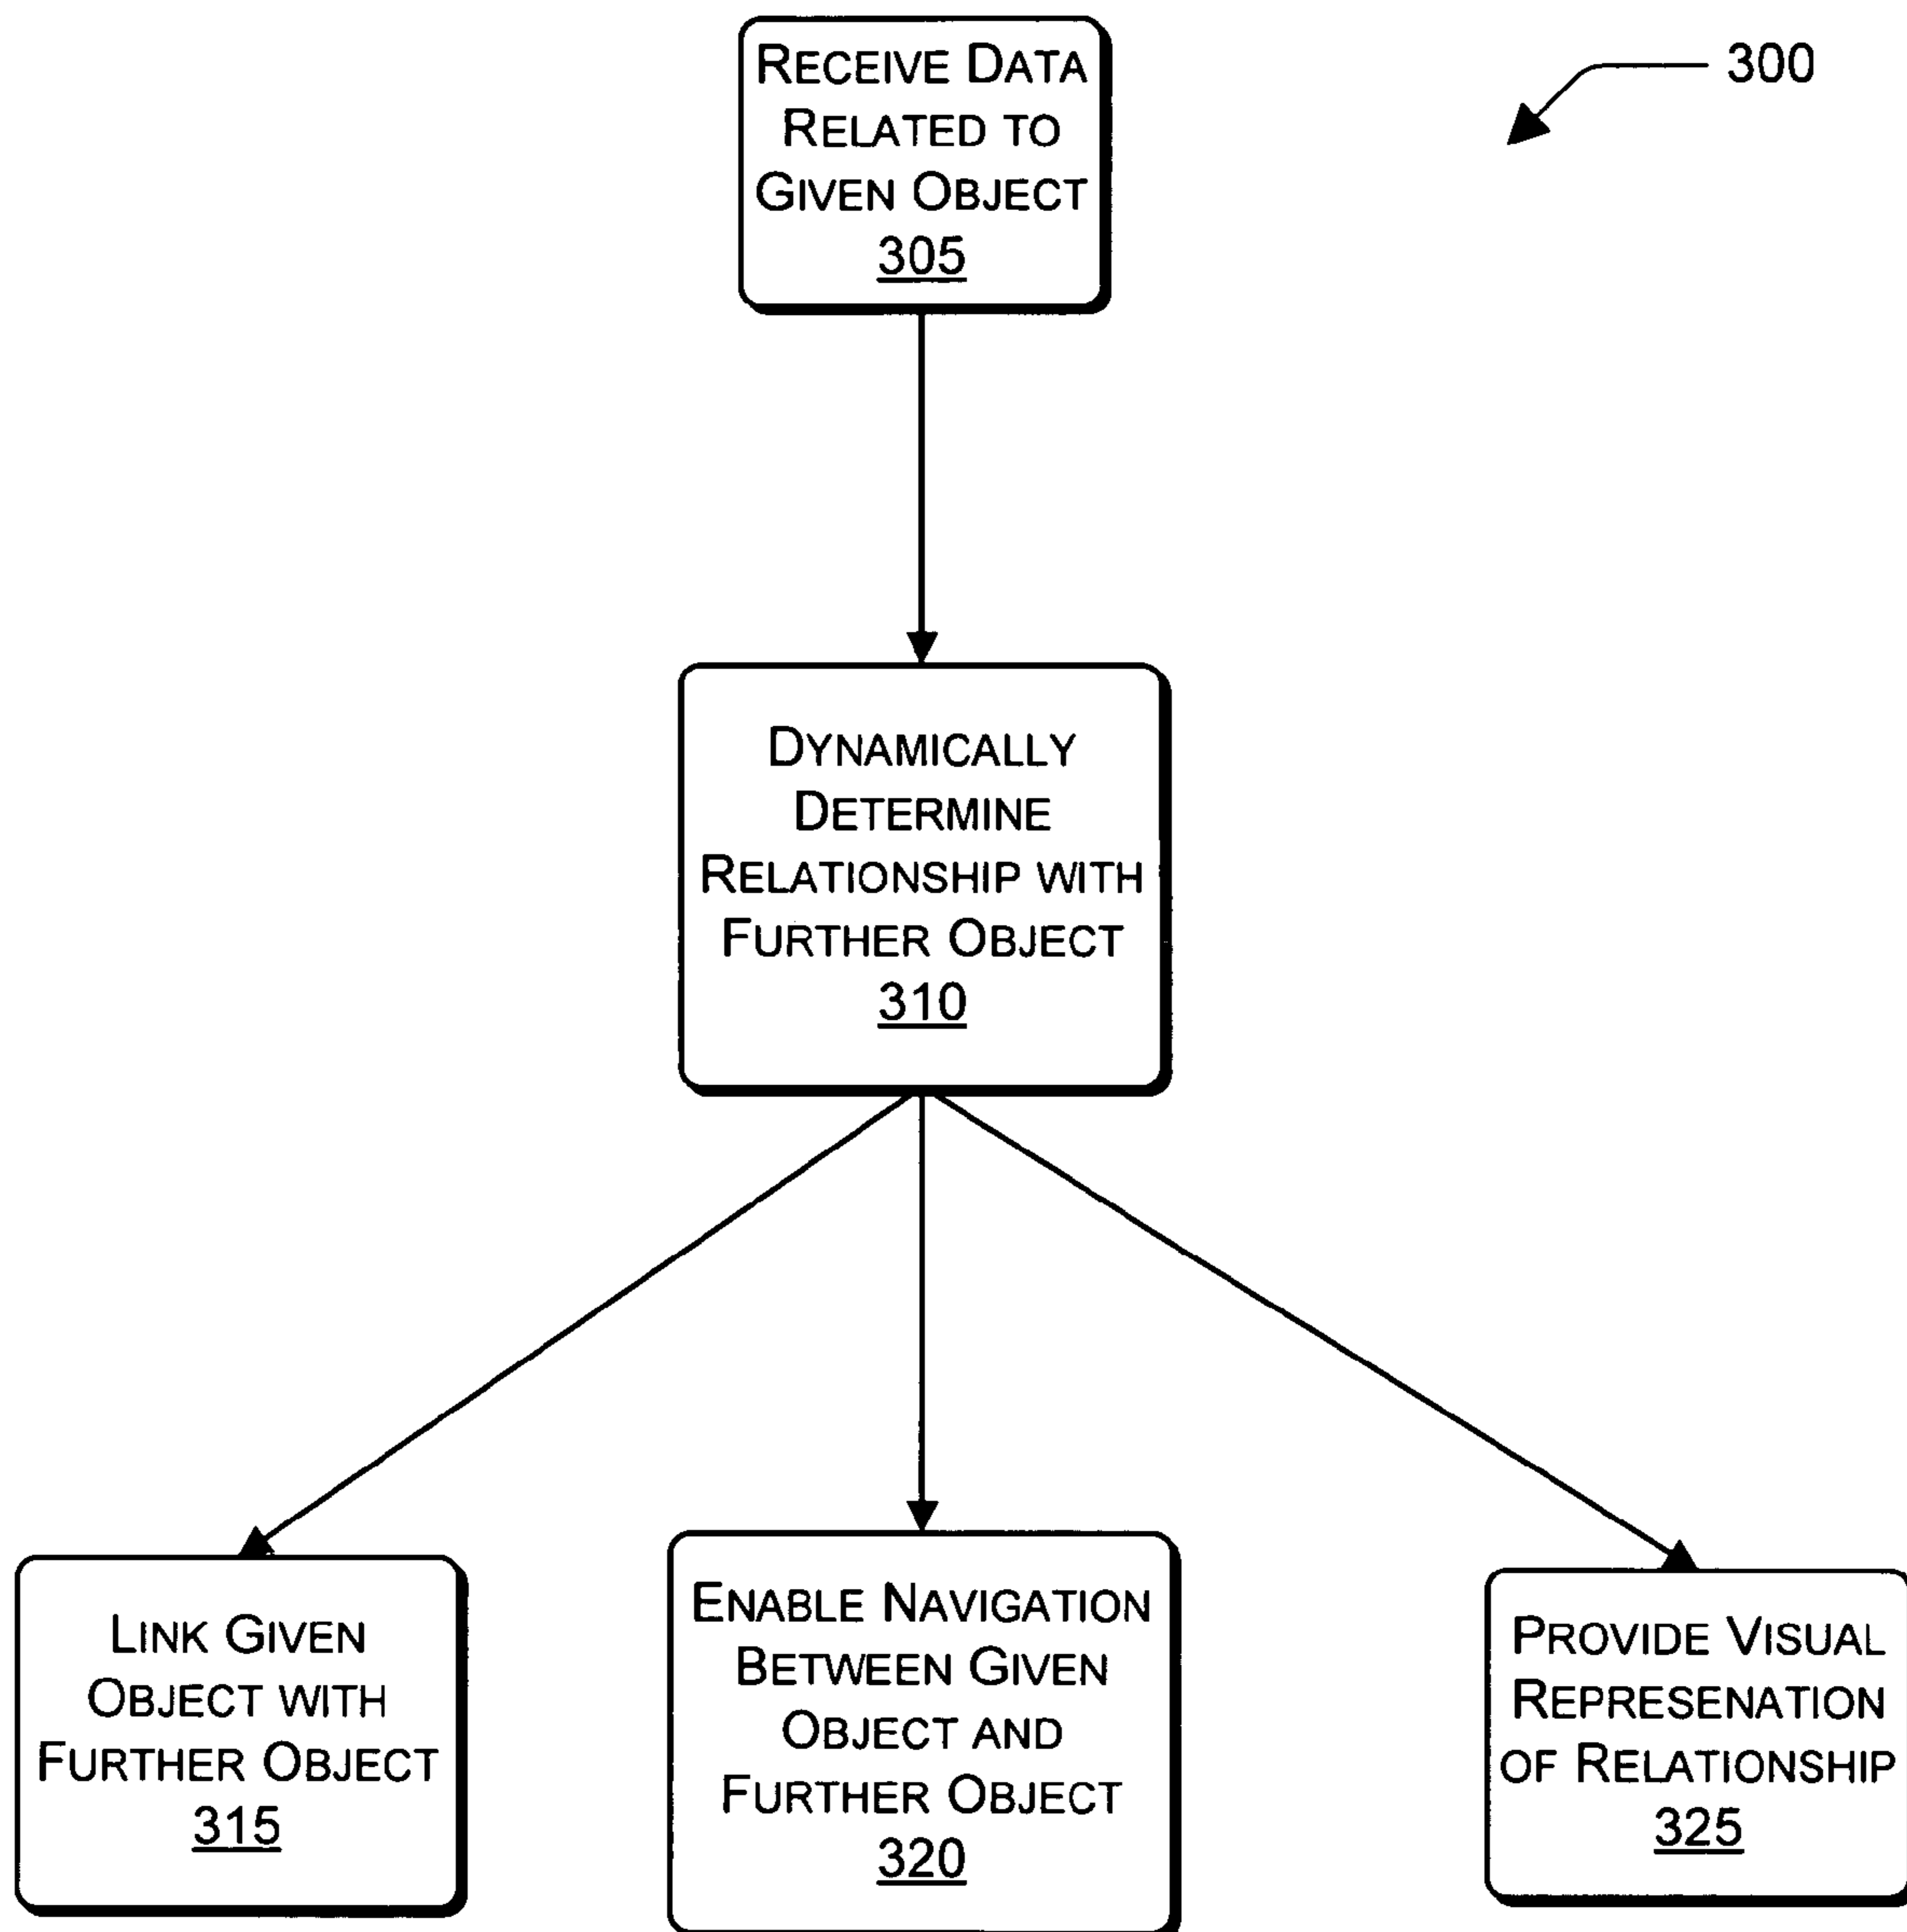 RECEIVE DATA
RELATED TO
GIVEN OBJECT
305
300
DYNAMICALLY
DETERMINE
RELATIONSHIP WITH
FURTHER OBJECT
310
LINK GIVEN
OBJECT WITH
FURTHER OBJECT
315
ENABLE NAVIGATION
BETWEEN GIVEN
OBJECT AND
FURTHER OBJECT
320
PROVIDE VISUAL
REPRESENATION
OF RELATIONSHIP
325